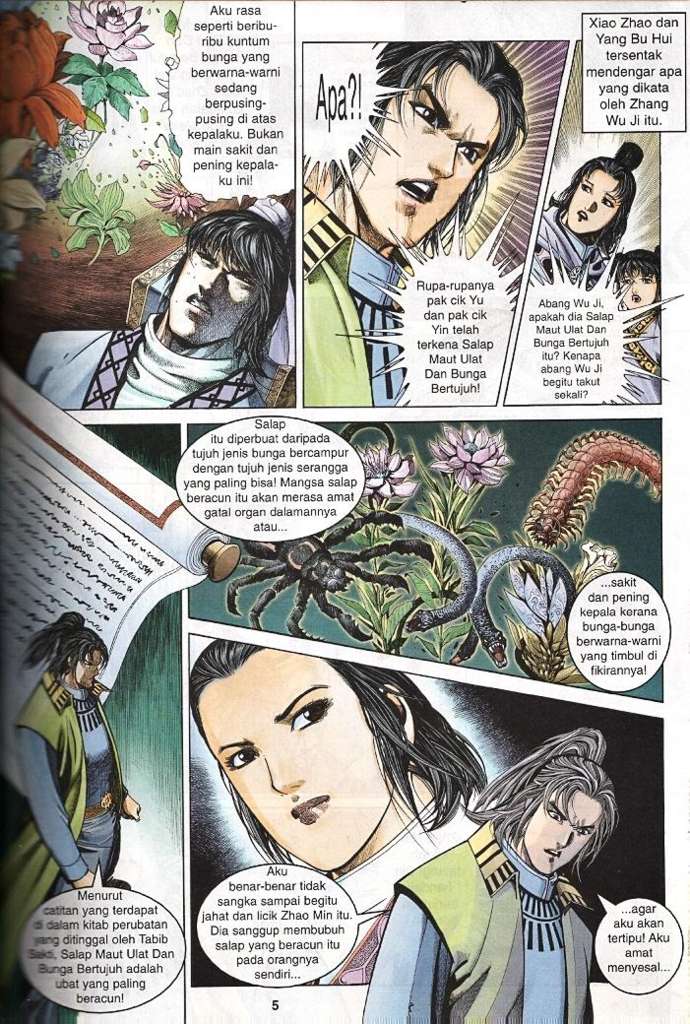 Aku rasa
seperti beribu-
ribu kuntum
bunga yang
berwarna-warni
sedang
berpusing-
pusing di atas
kepalaku. Bukan
main sakit dan
pening kepala-
ku ini!
Apa?!
Rupa-rupanya
pak cik Yu
dan pak cik
Yin telah
terkena Salap
Maut Ulat
Dan Bunga
Bertujuh!
Xiao Zhao dan
Yang Bu Hui
tersentak
mendengar apa
yang dikata
oleh Zhang
Wu Ji itu.
Abang Wu Ji,
apakah dia Salap
Maut Ulat Dan
Bunga Bertujuh
itu? Kenapa
abang Wu Ji
begitu takut
sekali?
Menurut
catitan yang terdapat
di dalam kitab perubatan
yang ditinggal oleh Tabib
Sakti, Salap Maut Ulat Dan
Bunga Bertujuh adalah
ubat yang paling
beracun!
Salap
itu diperbuat daripada
tujuh jenis bunga bercampur
dengan tujuh jenis serangga
yang paling bisa! Mangsa salap
beracun itu akan merasa amat
gatal organ dalamannya
atau...
...sakit
dan pening
kepala kerana
bunga-bunga
berwarna-warni
yang timbul di
fikirannya!
Aku
benar-benar tidak
sangka sampai begitu
jahat dan licik Zhao Min itu.
Dia sanggup membubuh
salap yang beracun itu
pada orangnya
sendiri...
...agar
aku akan
tertipu! Aku
amat
menyesal...
5